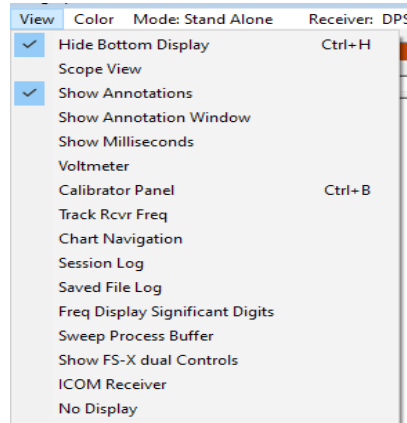 View Color Mode: Stand Alone Receiver: DPS
Hide Bottom Display Ctrl+H
Scope View
Show Annotations
Show Annotation Window
Show Milliseconds
Voltmeter
Calibrator Panel Ctrl+B
Track Rcvr Freq
Chart Navigation
Session Log
Saved File Log
Freq Display Significant Digits
Sweep Process Buffer
Show FS-X dual Controls
ICOM Receiver
No Display